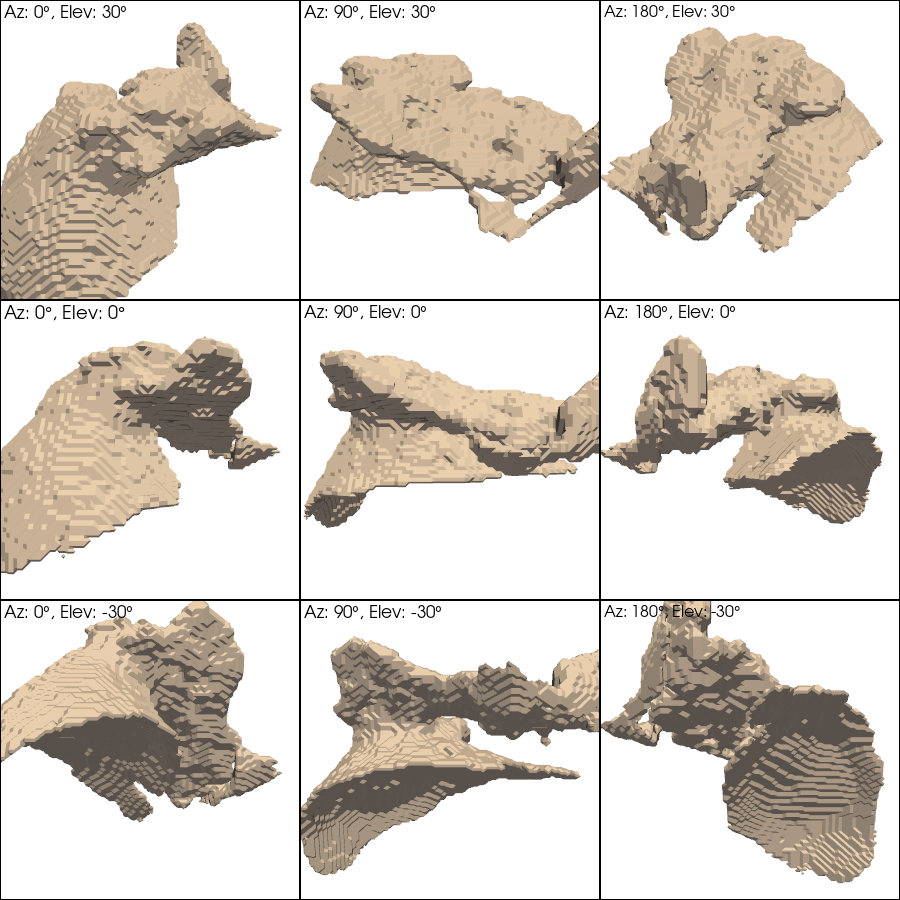 Az: 0°, Elev: 30°
Az: 90°, Elev: 30°
Az: 180°, Elev: 30°
Az: 0°, Elev: 0°
Az: 90°, Elev: 0°
Az: 180°, Elev: 0°
Az: 0°, Elev: -30°
Az: 90°, Elev: -30°
Az: 180°, Elev: -30°